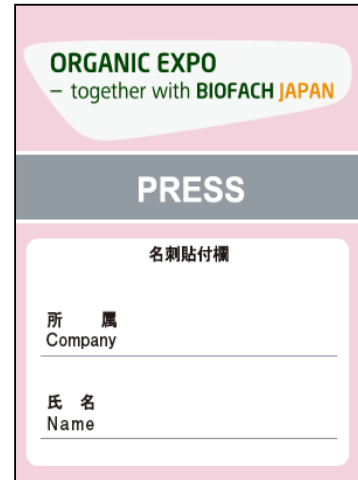 ORGANIC EXPO
– together with BIOFACH JAPAN
PRESS
名刺貼付欄
所　属
Company
氏 名
Name